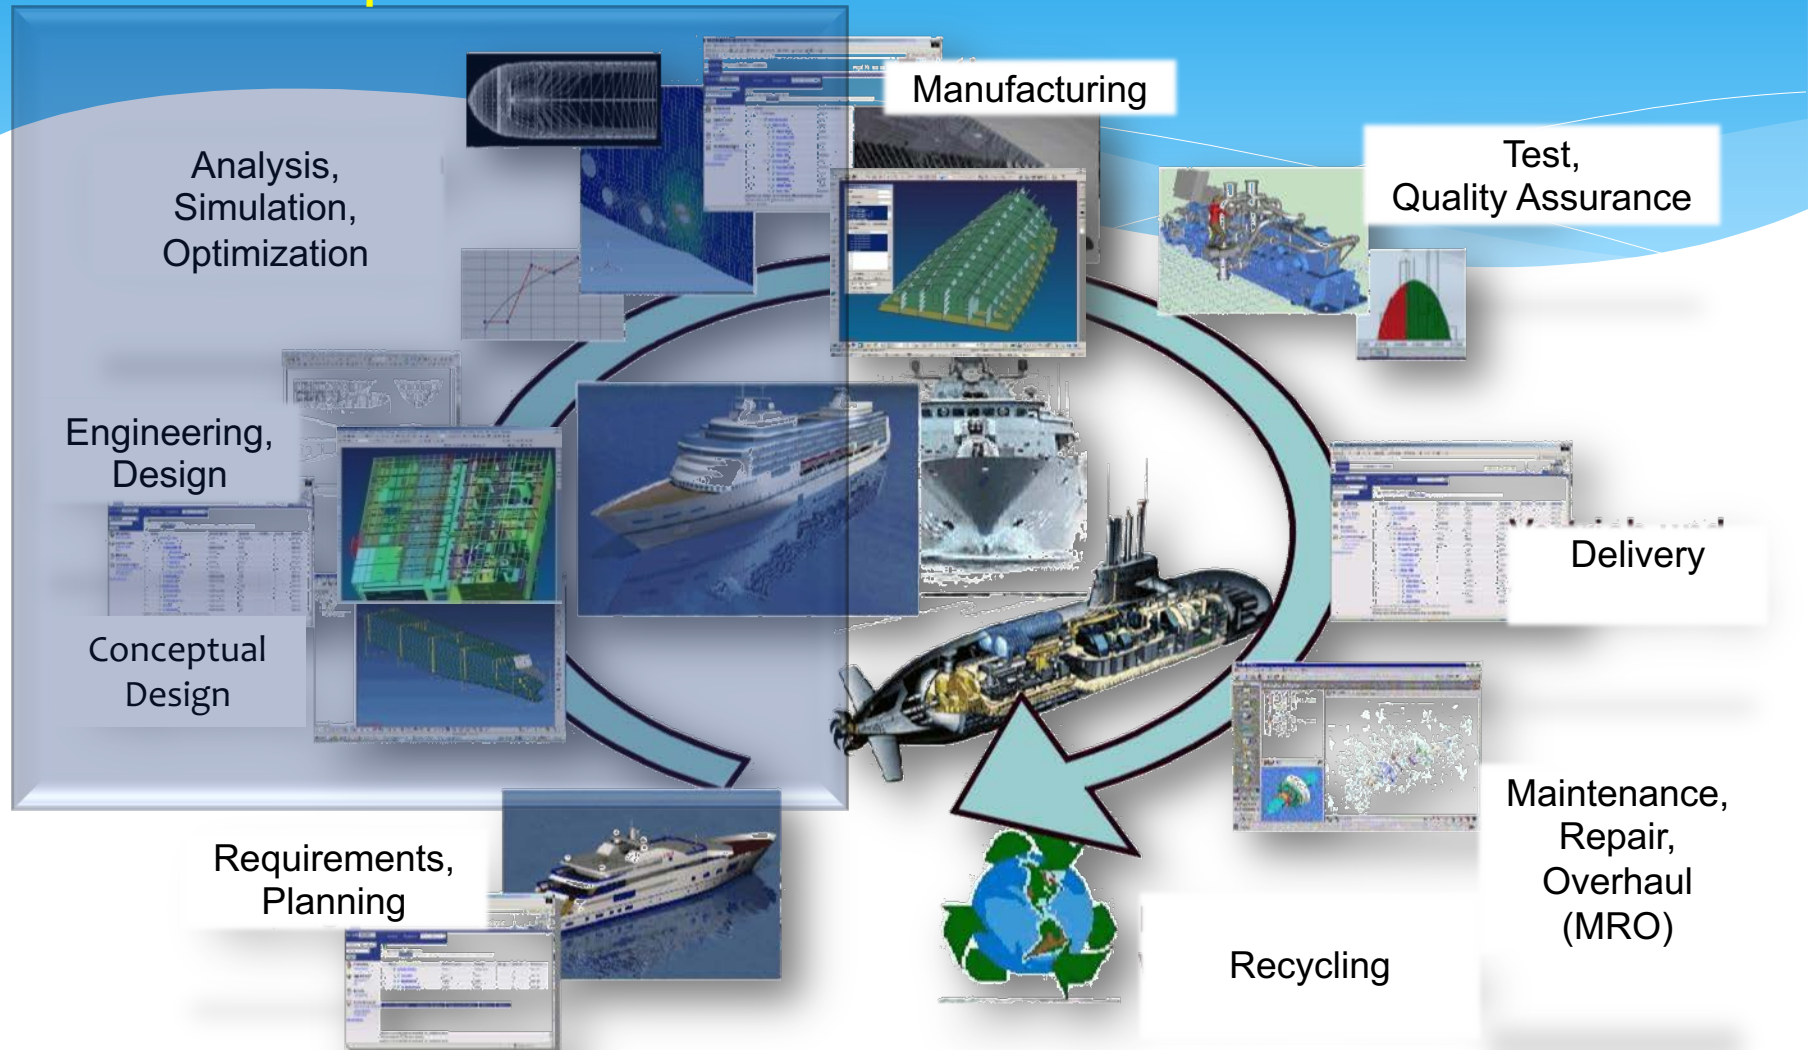 Manufacturing
Test,
Quality Assurance
Analysis,
Simulation,
Optimization
Engineering,
Design
Delivery
Conceptual
Design
Maintenance,
Repair,
Overhaul
(MRO)
Requirements,
Planning
Recycling